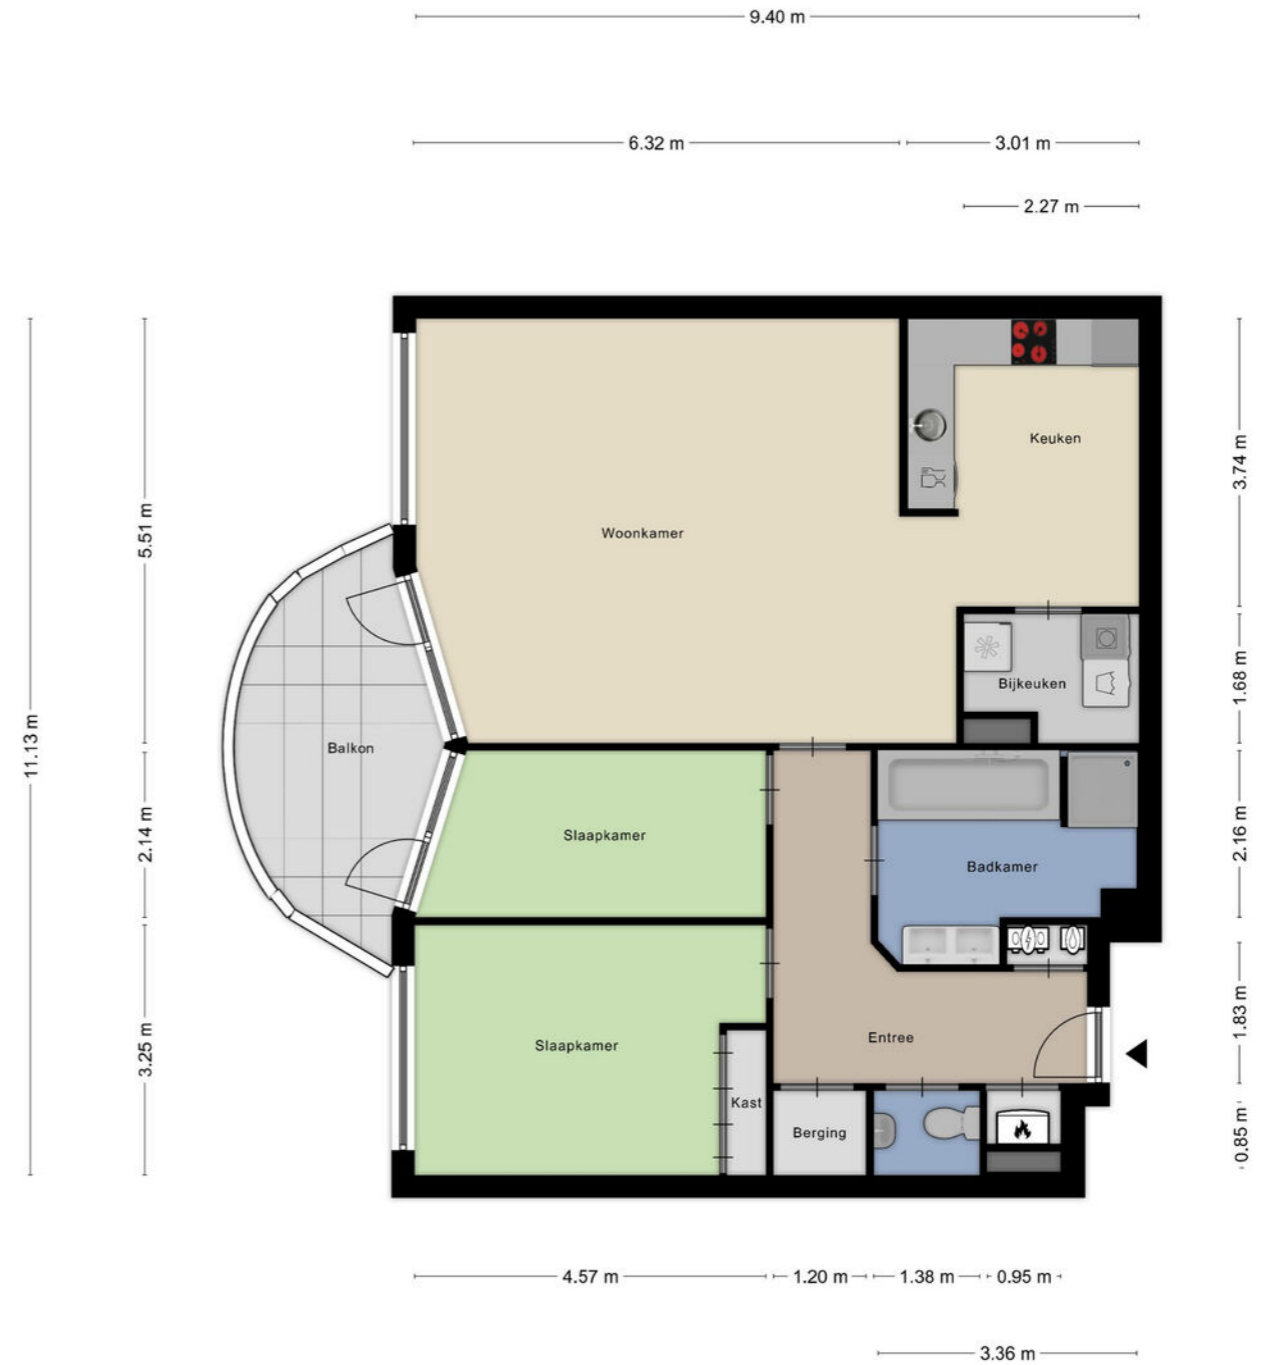 9.40 m
6.32 m
3.01 m
2.27 m
Keuken
3.74 m
5.51 m
Woonkamer
1.68 m
Bijkeuken
11.13 m
Balkon
2.14 m
Slaapkamer
2.16 m
Badkamer
1.83 m
Entree
3.25 m
Slaapkamer
Kast
Berging
0.85 m
4.57 m
1.20 m
1.38 m
0.95 m
3.36 m